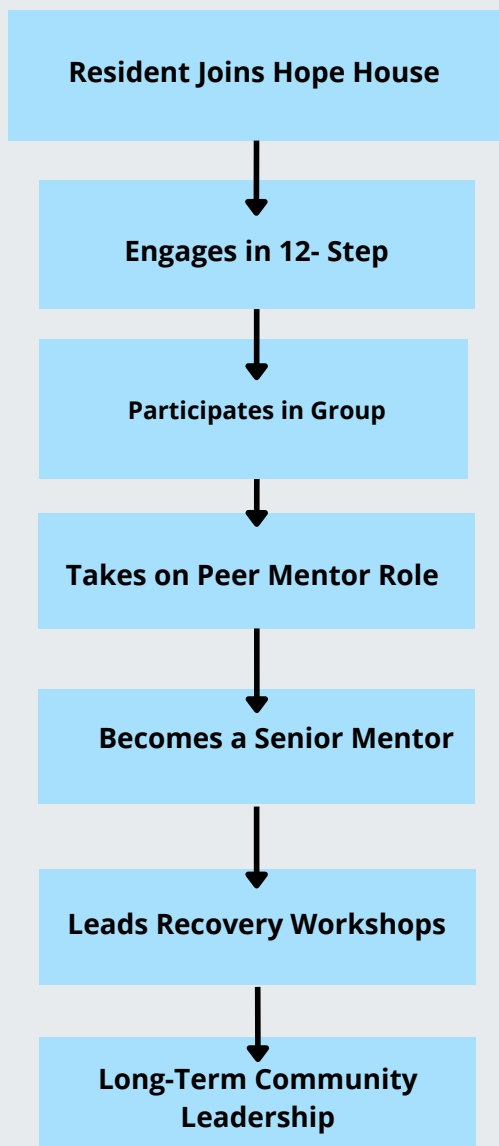 Resident Joins Hope House
Engages in 12- Step
Participates in Group
Takes on Peer Mentor Role
Becomes a Senior Mentor
Leads Recovery Workshops
Long-Term Community
Leadership